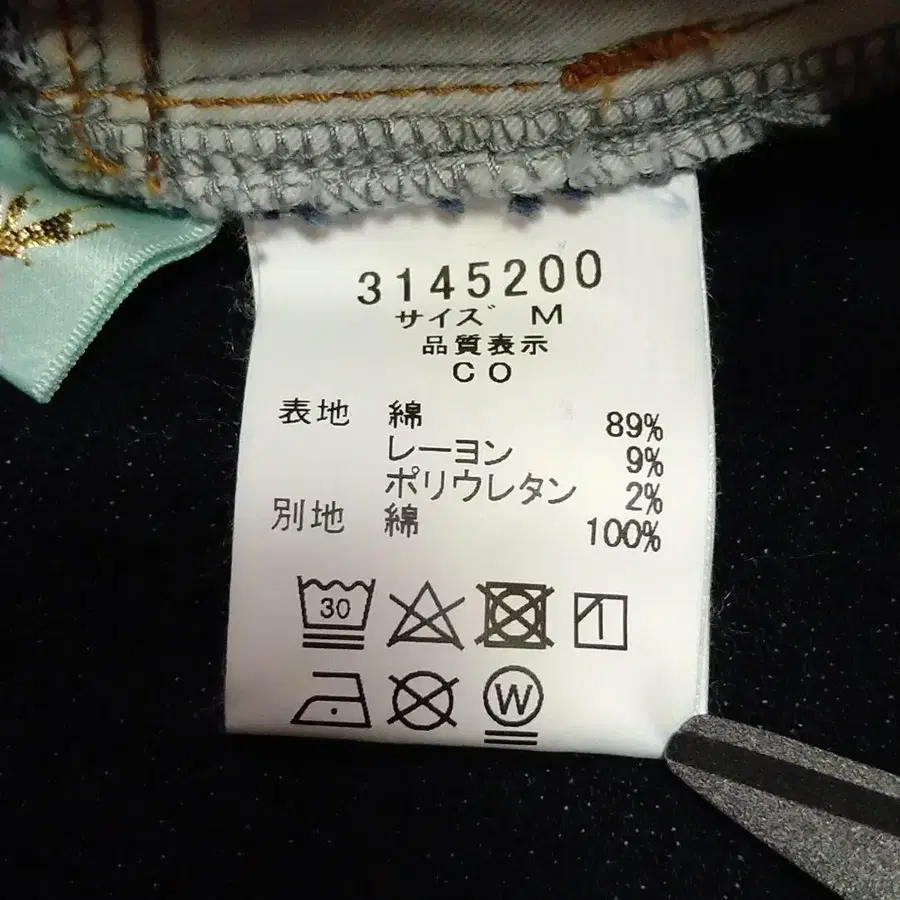 3145200
サイズ M
品質表示
CO
表地 綿 89%
レーヨン 9%
ポリウレタン 2%
別地 綿 100%
30
W